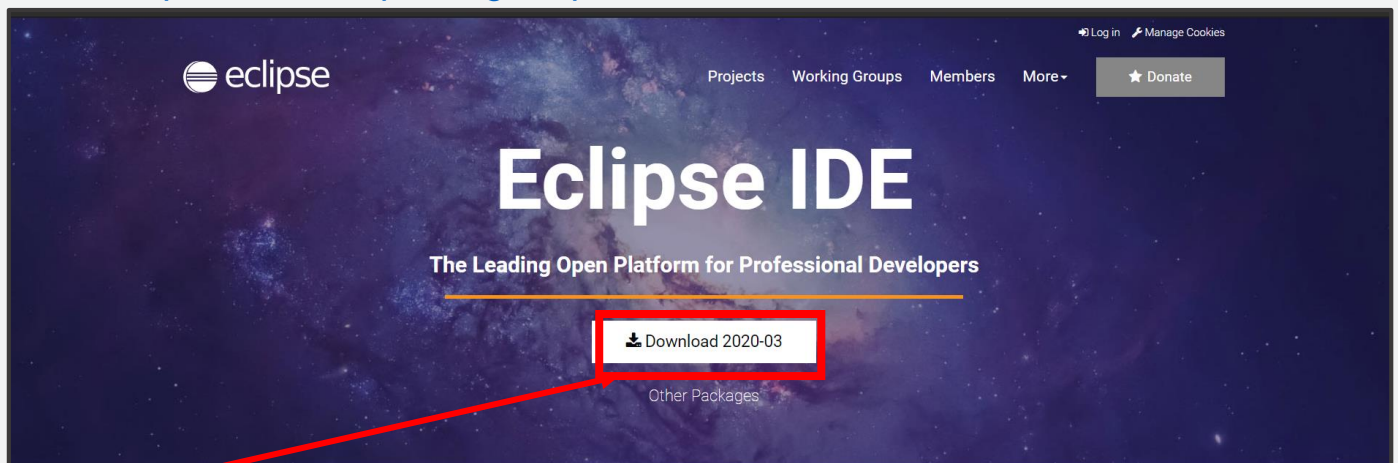 Log in Manage Cookies
eclipse
Projects Working Groups Members More Donate
Eclipse IDE
The Leading Open Platform for Professional Developers
Download 2020-03
Other Packages